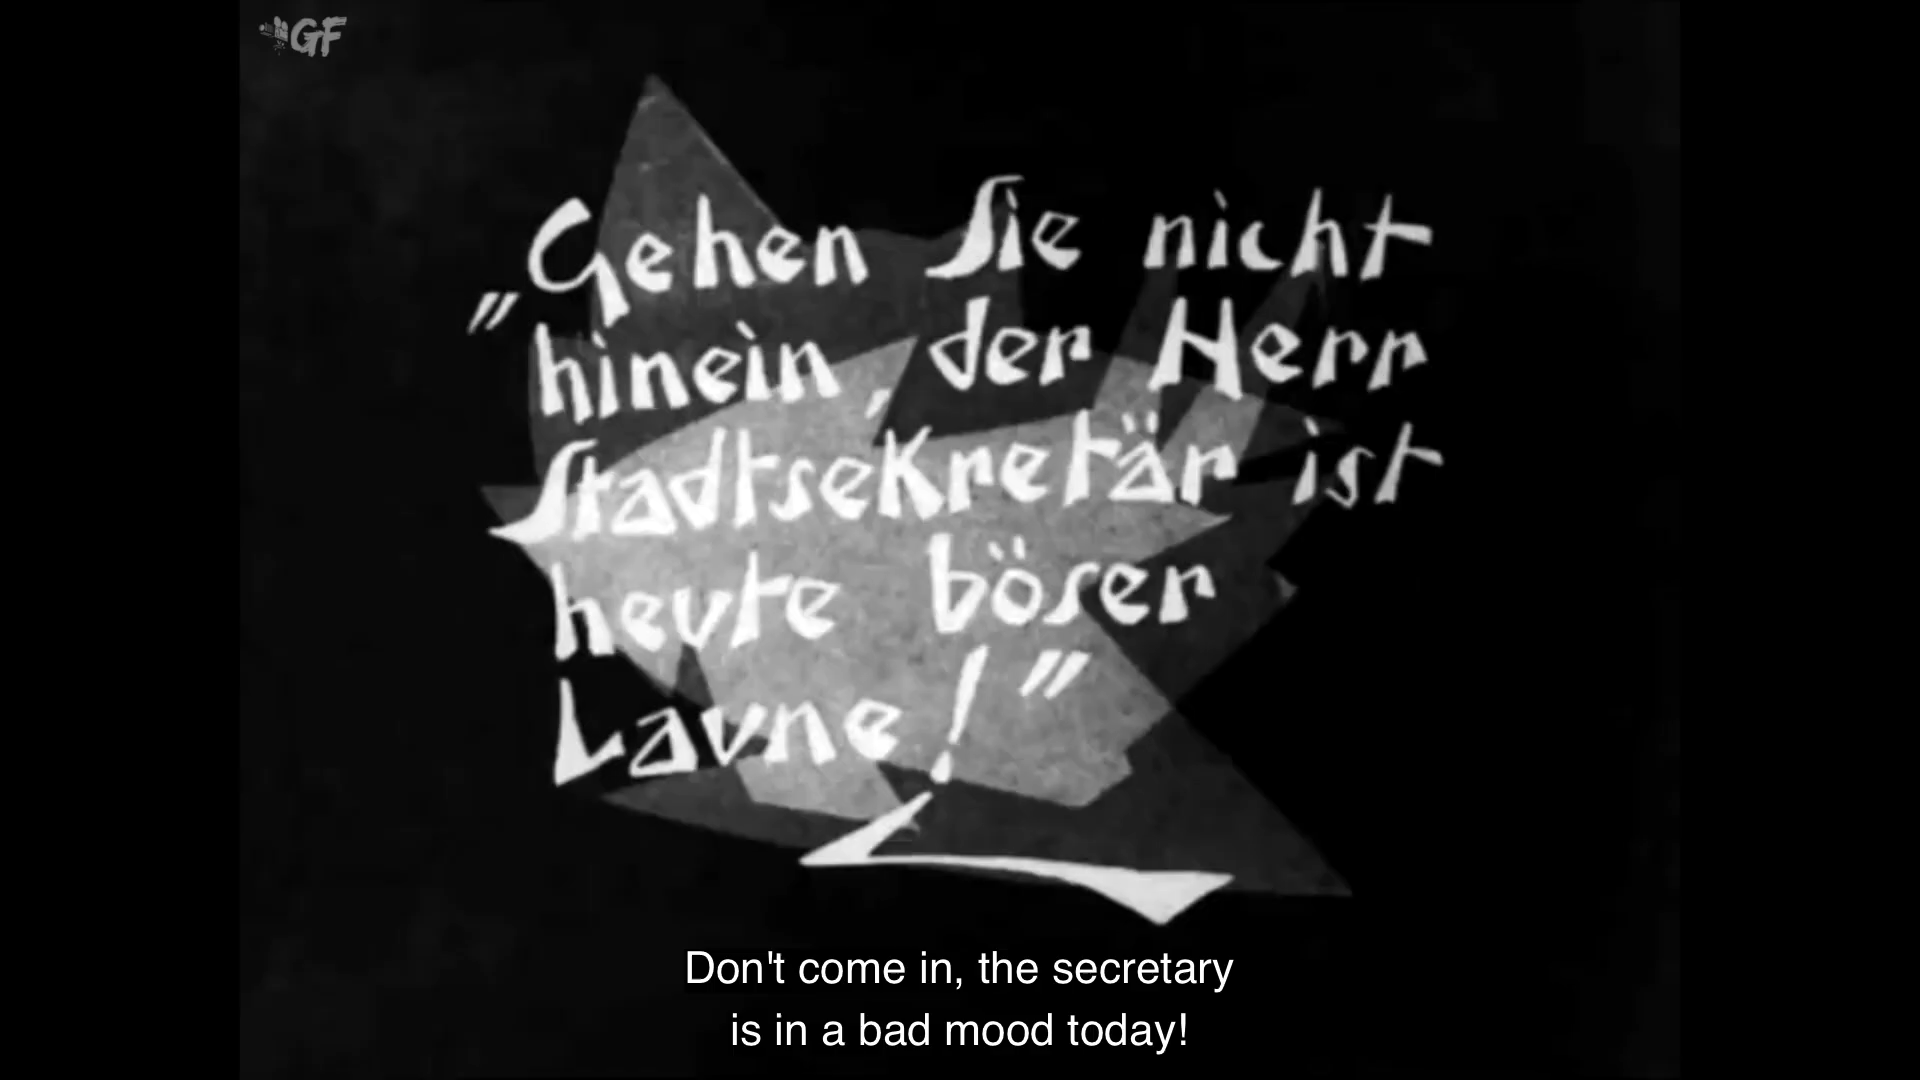 GF
„Gehen Sie nicht
hinein, der Herr
Stadtsekretär ist
heute böser
Laune!”
Don't come in, the secretary
is in a bad mood today!